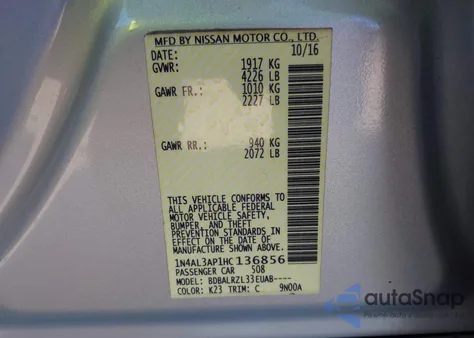 MFD BY NISSAN MOTOR CO., LTD.
DATE: 10/16
GVWR: 1917 KG
4226 LB
GAWR FR.: 1010 KG
2227 LB
GAWR RR.: 940 KG
2072 LB
THIS VEHICLE CONFORMS TO
ALL APPLICABLE FEDERAL
MOTOR VEHICLE SAFETY,
BUMPER, AND THEFT
PREVENTION STANDARDS
IN EFFECT ON THE DATE OF
MANUFACTURE SHOWN ABOVE.
1N4AL3AP1HC136856
PASSENGER CAR 508
MODEL: BDBALRZL33EUAB----
COLOR: K23 TRIM: C 9N00A
autoSnap
POWERED BY AUTOBIDMASTER